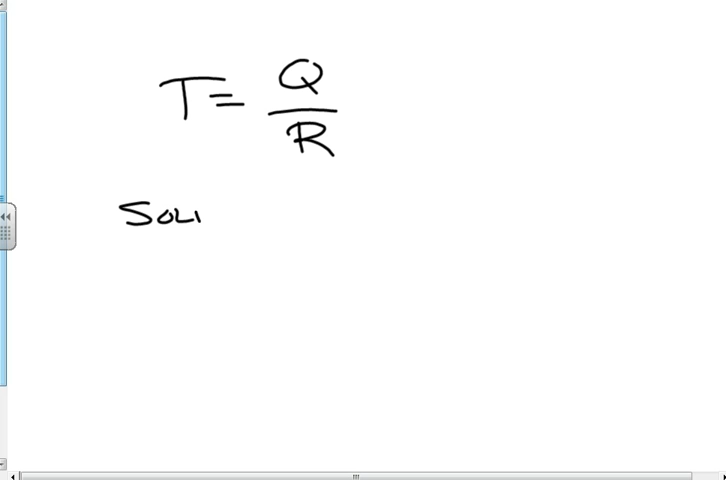 T = Q/R
SOLI